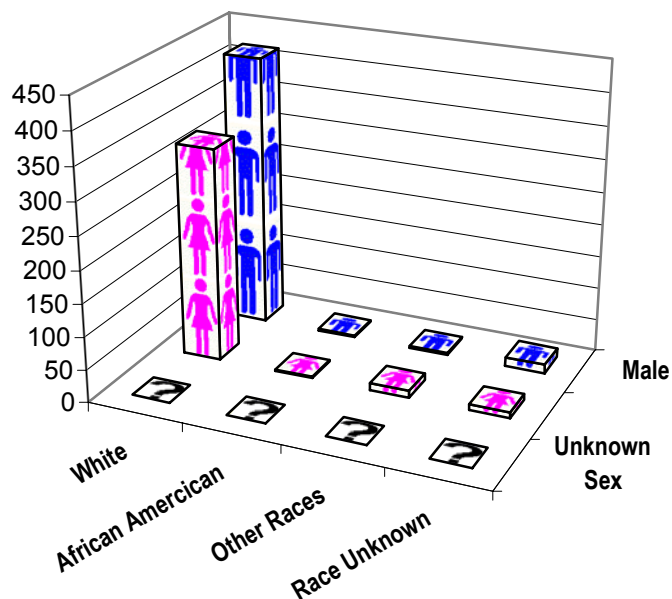 450
400
350
300
250
200
150
100
50
0
White
African Amercican
Other Races
Race Unknown
Male
Unknown
Sex
?
?
?
?